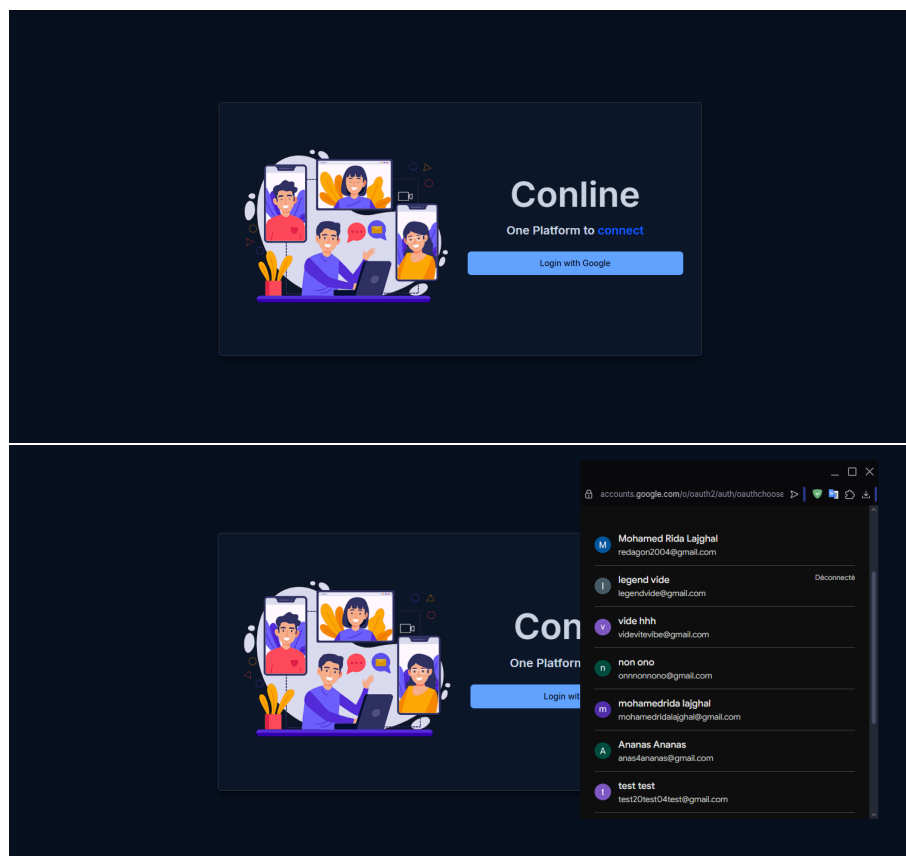 Conline
One Platform to connect
Login with Google
accounts.google.com/o/oauth2/auth/oauthchoose
M
Mohamed Rida Lajghal
redagon2004@gmail.com
l
legend vide
Déconnecté
legendvide@gmail.com
v
vide hhh
videvitevibe@gmail.com
n
non ono
onnnonnono@gmail.com
m
mohamedrida lajghal
mohamedridalajghal@gmail.com
A
Ananas Ananas
anas4ananas@gmail.com
t
test test
test20test04test@gmail.com
Con
One Platform
Login wit